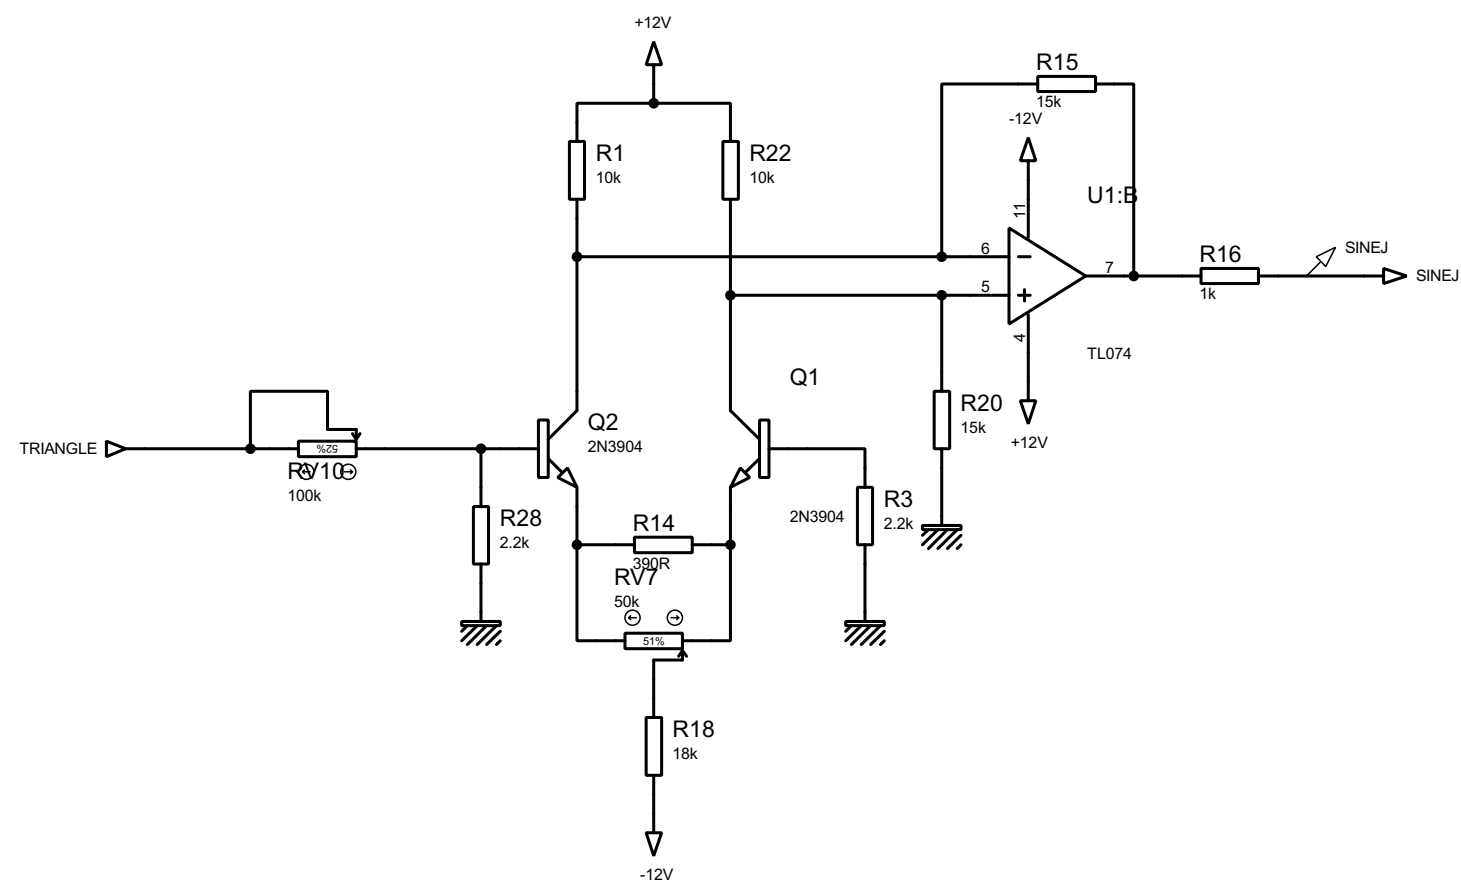 +12V
R15
15k
-12V
R1
10k
R22
10k
U1:B
11
6
7
5
4
R16
1k
SINEJ
SINEJ
TL074
Q1
Q2
2N3904
R20
15k
+12V
TRIANGLE
52%
RV10
100k
R28
2.2k
2N3904
R3
2.2k
R14
390R
RV7
50k
51%
R18
18k
-12V